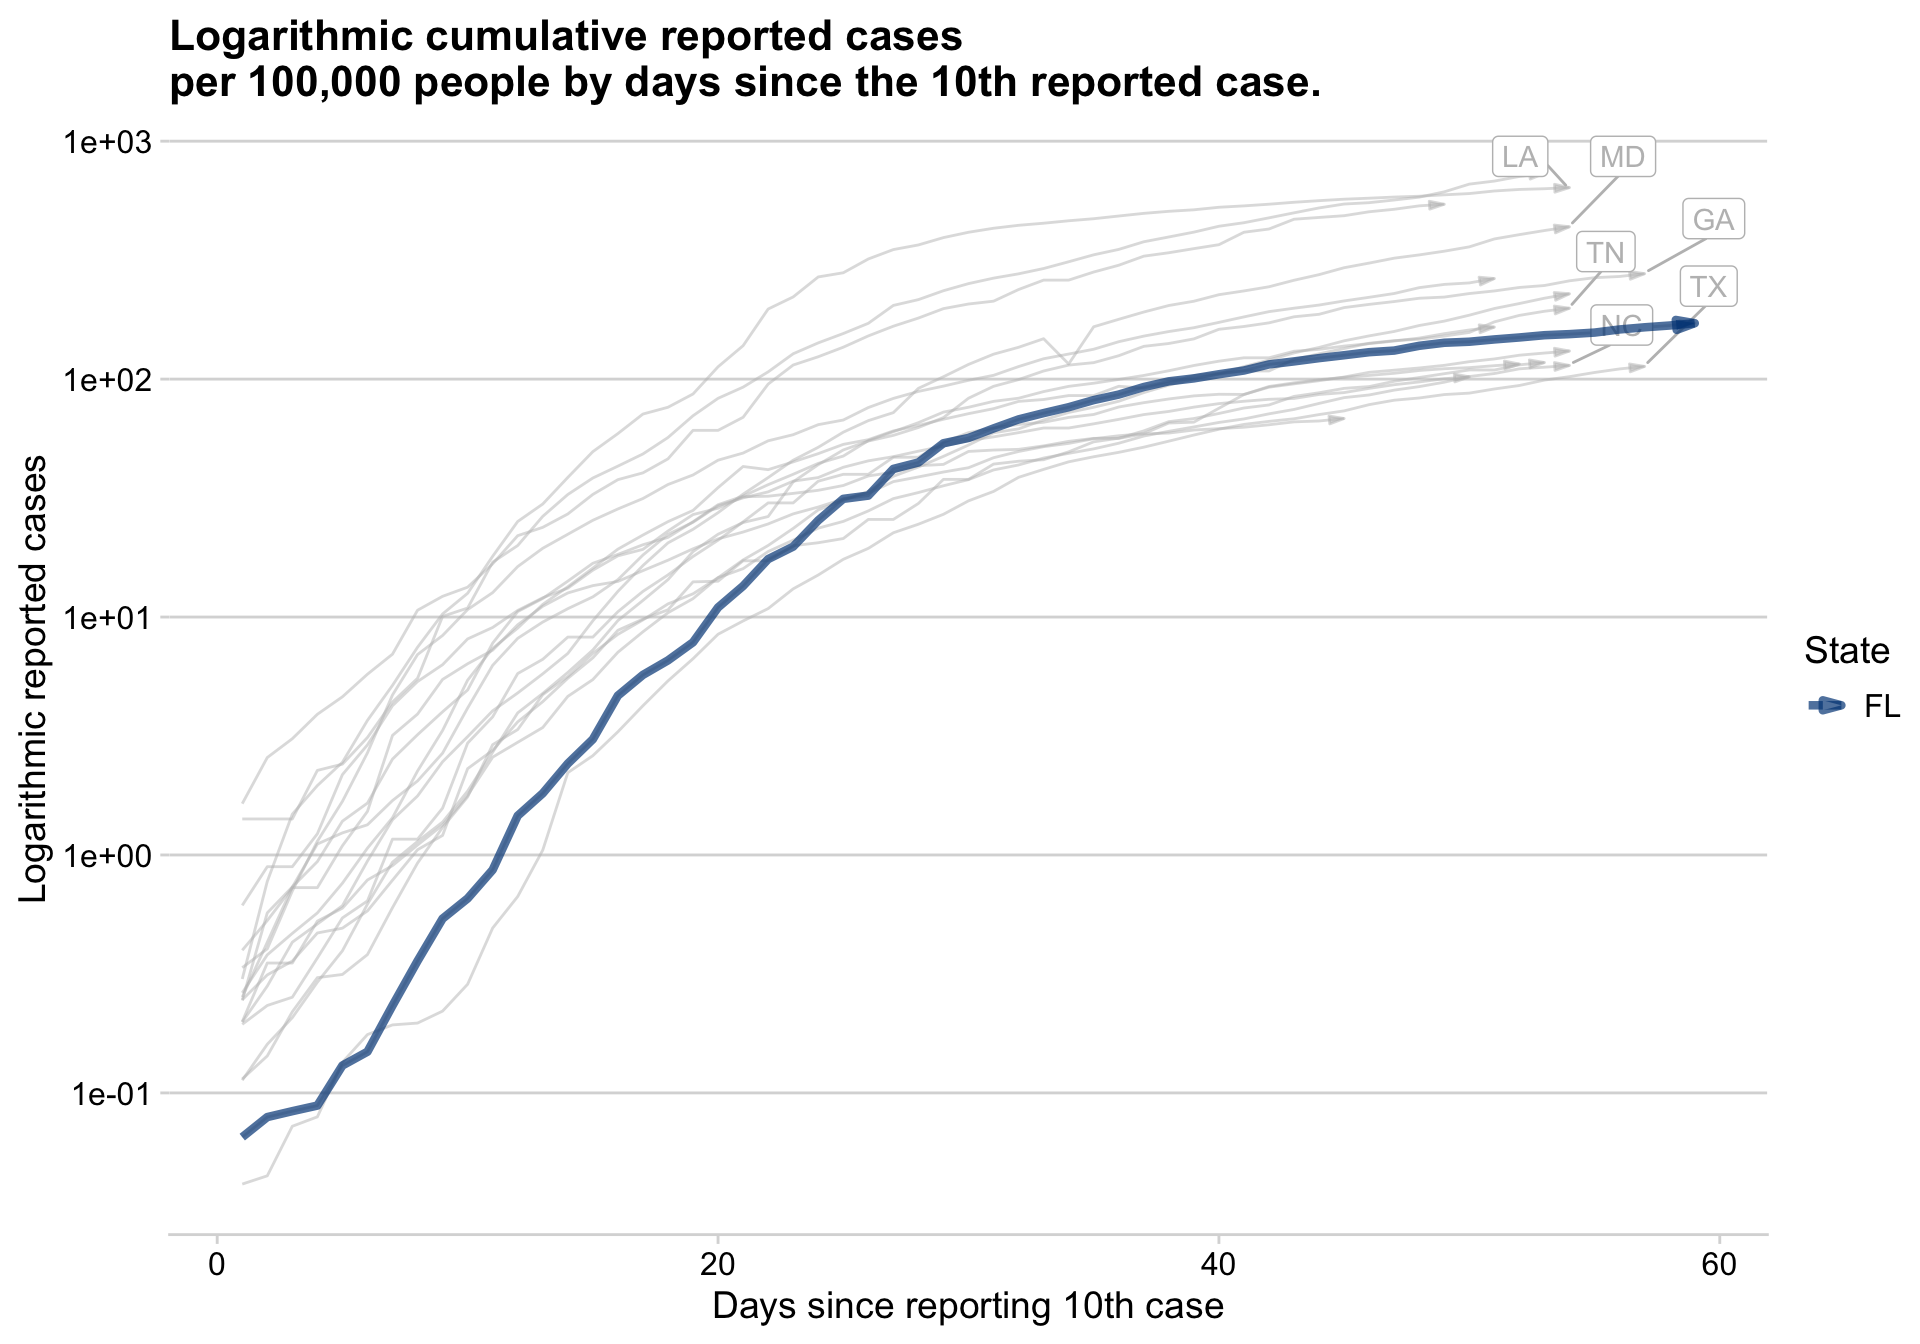 Logarithmic cumulative reported cases
per 100,000 people by days since the 10th reported case.
1e+03
LA
MD
GA
TN
TX
NC
1e+02
1e+01
1e+00
1e-01
Logarithmic reported cases
State
FL
0
20
40
60
Days since reporting 10th case